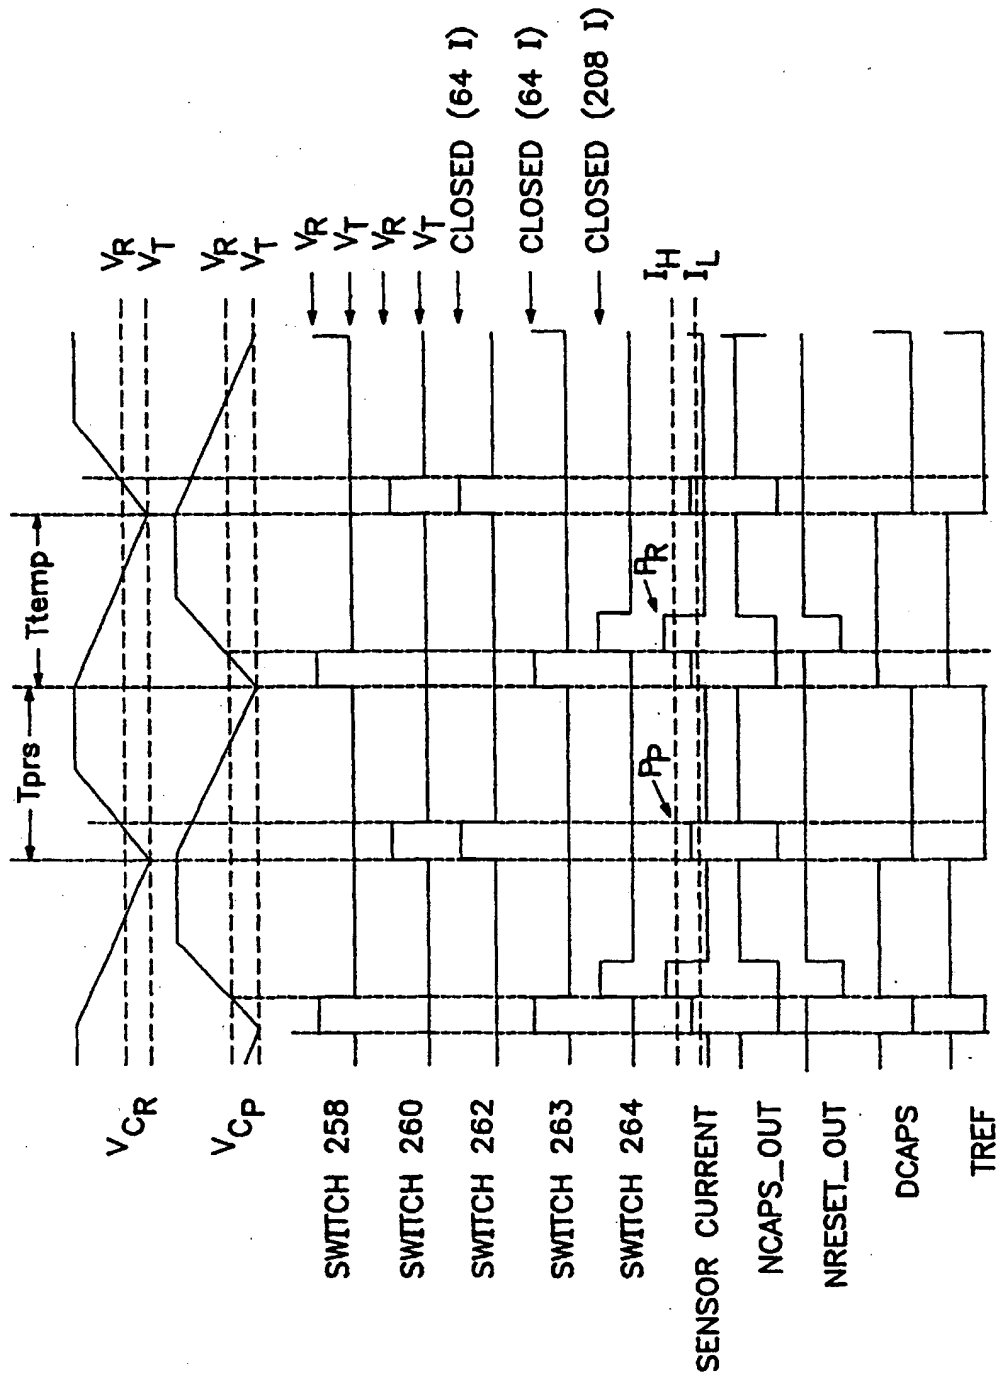 Tprs
Ttemp
VCR
VR
VT
VCP
VR
VT
SWITCH 258
VR
VT
SWITCH 260
VR
VT
SWITCH 262
CLOSED (64 I)
SWITCH 263
CLOSED (64 I)
SWITCH 264
CLOSED (208 I)
PP
PR
SENSOR CURRENT
IH
IL
NCAPS_OUT
NRESET_OUT
DCAPS
TREF